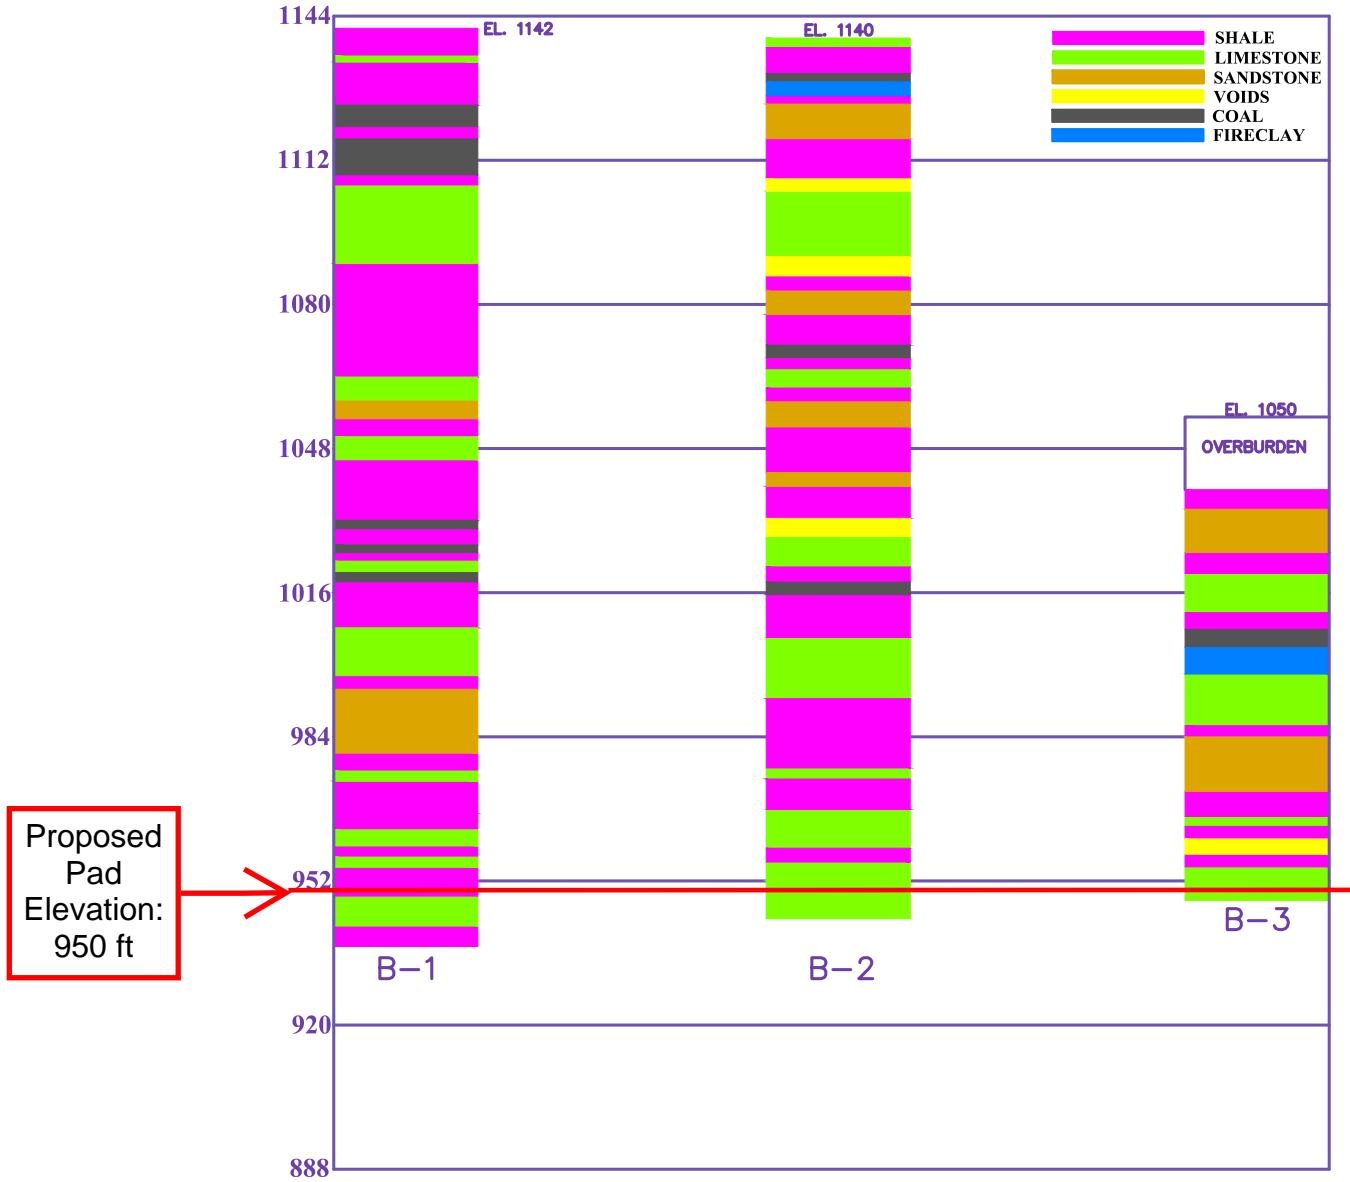 1144
EL. 1142
EL. 1140
SHALE
LIMESTONE
SANDSTONE
VOIDS
COAL
FIRECLAY
1112
1080
EL. 1050
1048
OVERBURDEN
1016
984
Proposed
Pad
Elevation:
950 ft
952
B-3
B-1
B-2
920
888